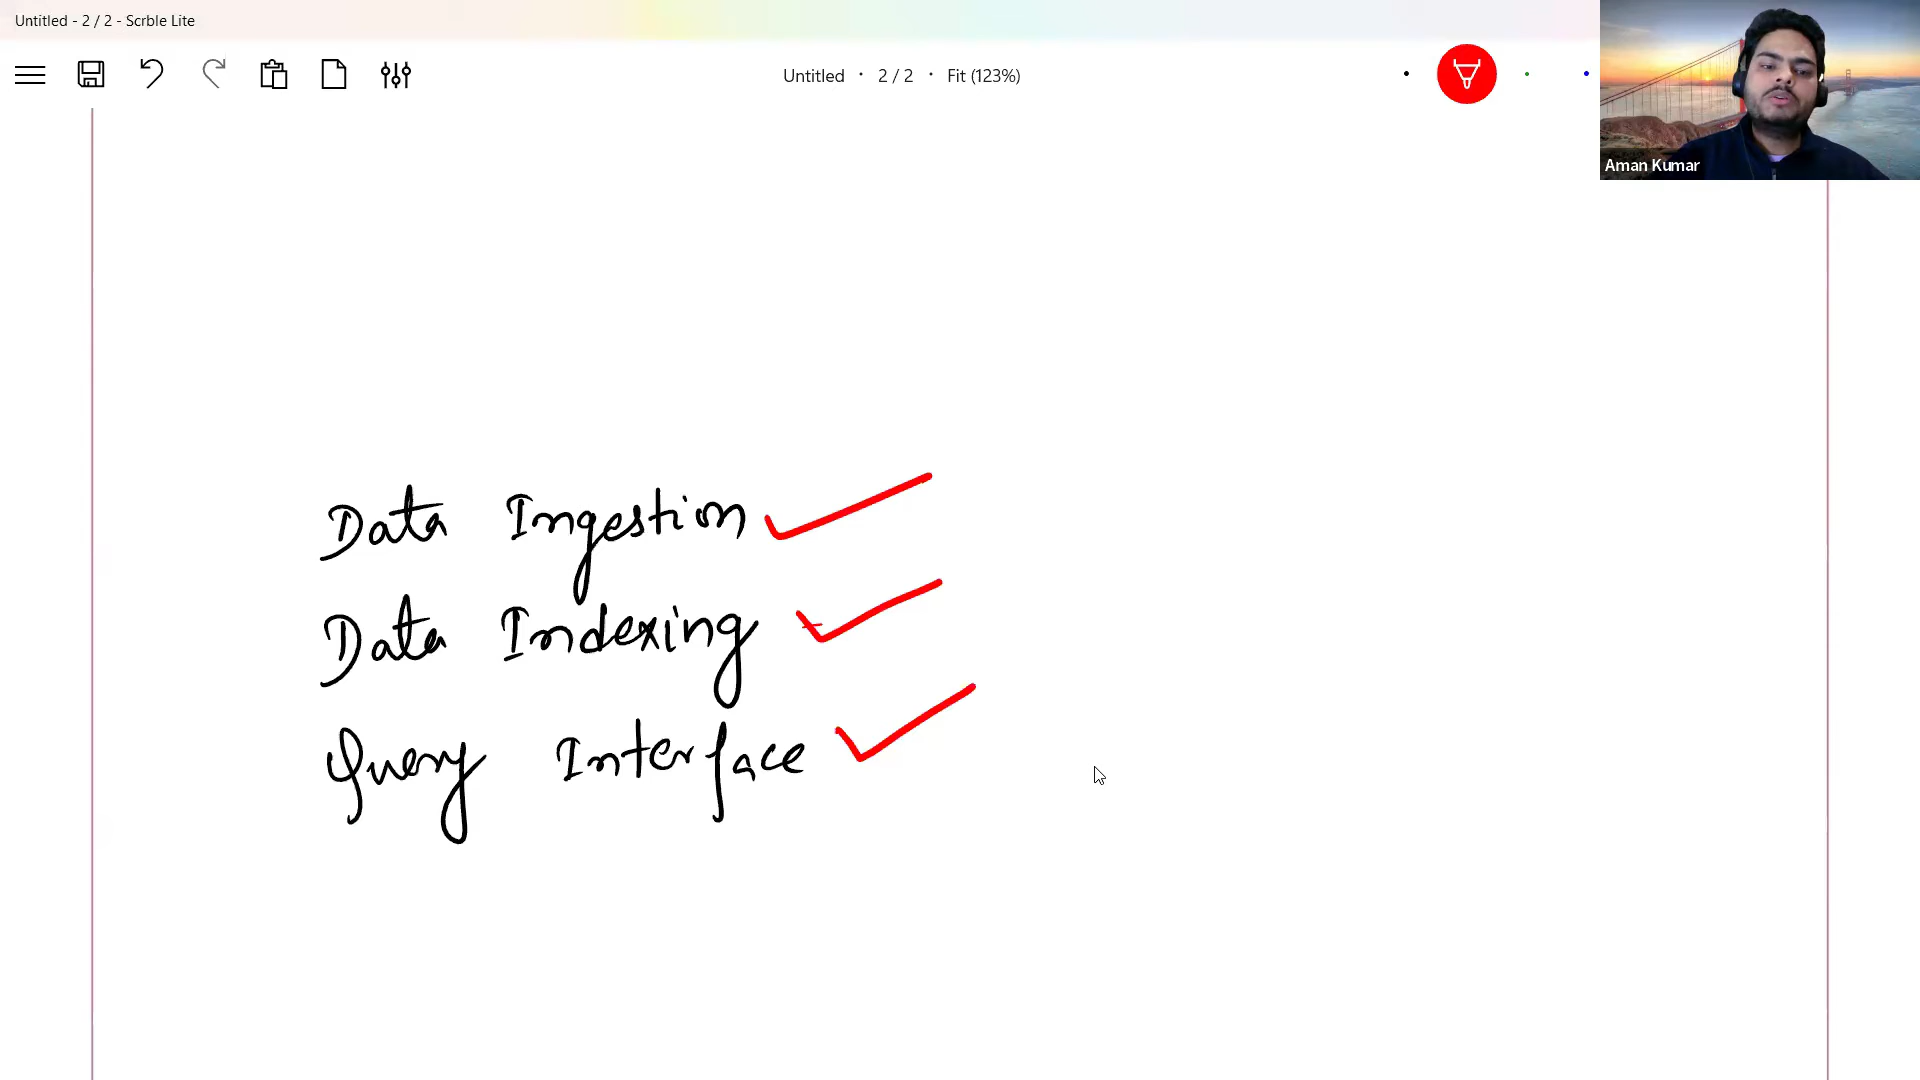 Untitled - 2 / 2 - Scrble Lite
Untitled • 2 / 2 • Fit (123%)
Aman Kumar
Data Ingestion
Data Indexing
Query Interface